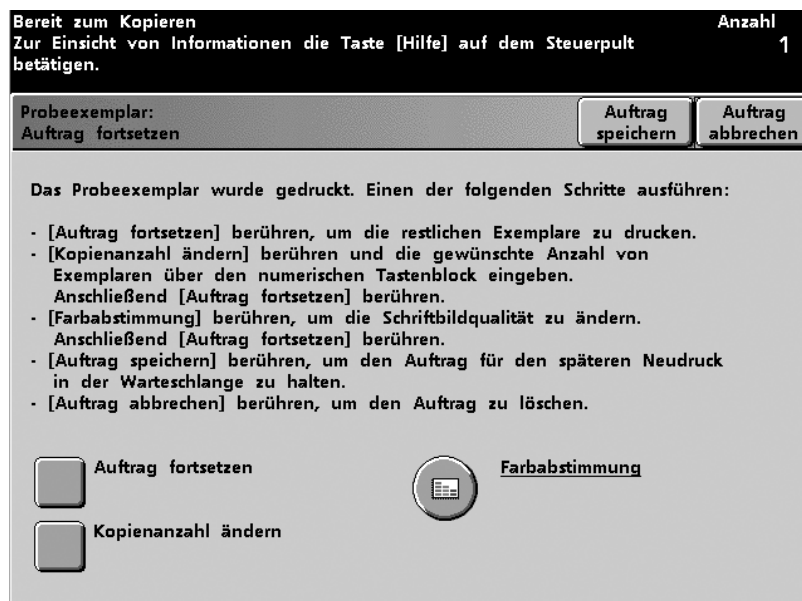 Bereit zum Kopieren
Anzahl
Zur Einsicht von Informationen die Taste [Hilfe] auf dem Steuerpult
1
betätigen.
Probeexemplar:
Auftrag fortsetzen
Auftrag
speichern
Auftrag
abbrechen
Das Probeexemplar wurde gedruckt. Einen der folgenden Schritte ausführen:
- [Auftrag fortsetzen] berühren, um die restlichen Exemplare zu drucken.
- [Kopienanzahl ändern] berühren und die gewünschte Anzahl von
Exemplaren über den numerischen Tastenblock eingeben.
Anschließend [Auftrag fortsetzen] berühren.
- [Farbabstimmung] berühren, um die Schriftbildqualität zu ändern.
Anschließend [Auftrag fortsetzen] berühren.
- [Auftrag speichern] berühren, um den Auftrag für den späteren Neudruck
in der Warteschlange zu halten.
- [Auftrag abbrechen] berühren, um den Auftrag zu löschen.
Auftrag fortsetzen
Farbabstimmung
Kopienanzahl ändern